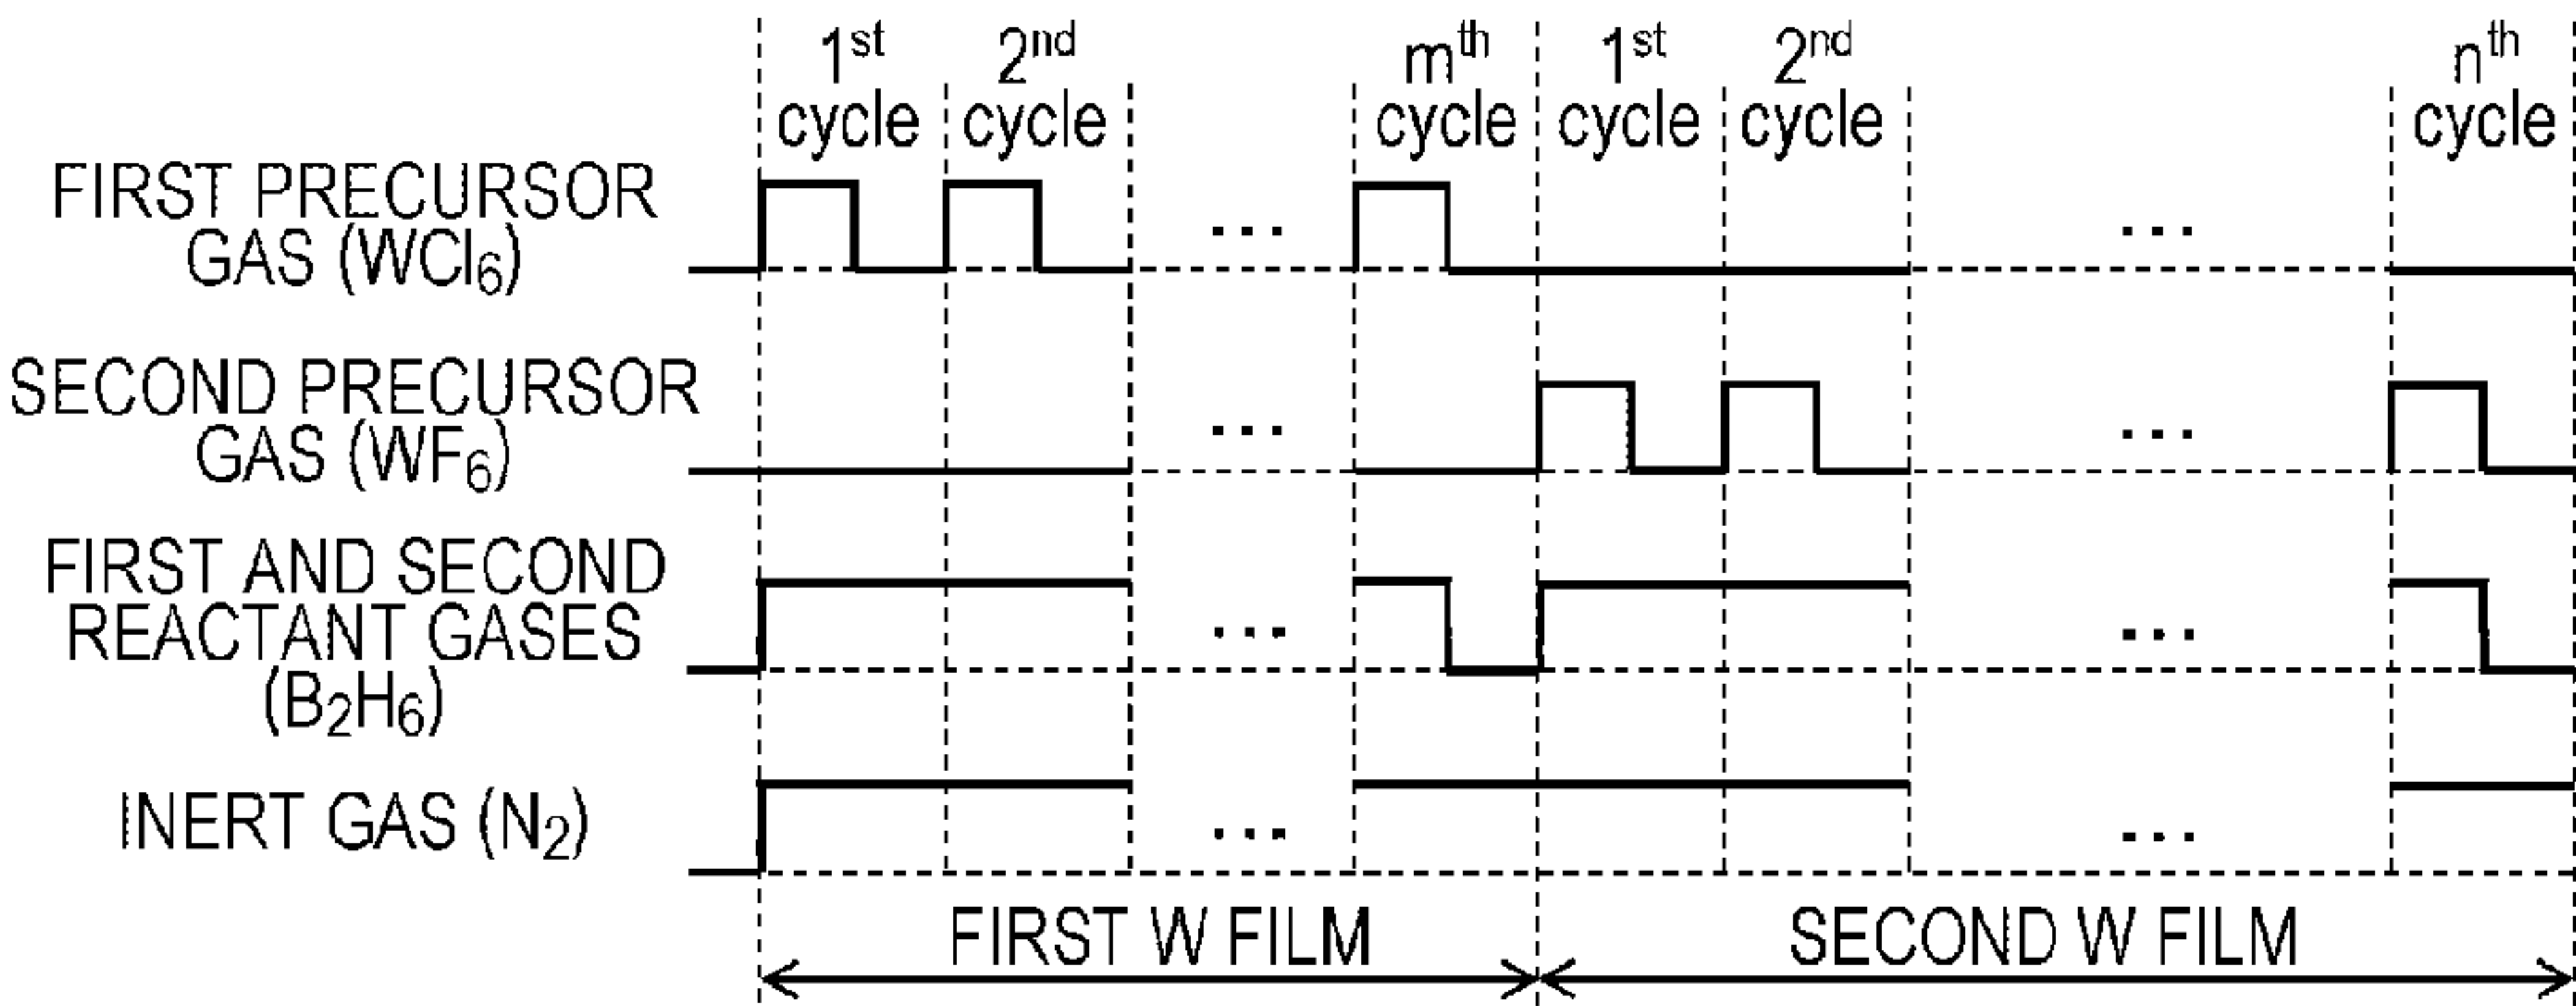 1st cycle
2nd cycle
mth cycle
1st cycle
2nd cycle
nth cycle
FIRST PRECURSOR
GAS (WCl6)
...
...
SECOND PRECURSOR
GAS (WF6)
...
...
FIRST AND SECOND
REACTANT GASES
(B2H6)
...
...
INERT GAS (N2)
...
...
FIRST W FILM
SECOND W FILM